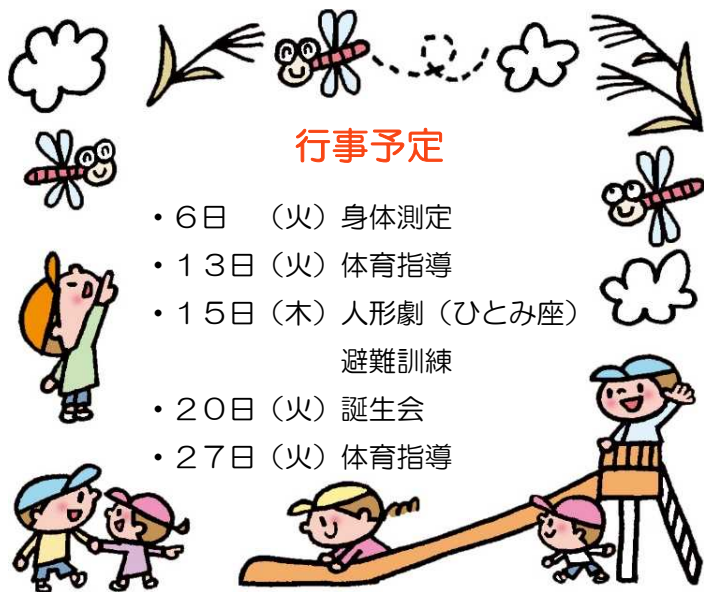 行事予定
・６日　（火）身体測定
・１３日（火）体育指導
・１５日（木）人形劇（ひとみ座）
避難訓練
・２０日（火）誕生会
・２７日（火）体育指導